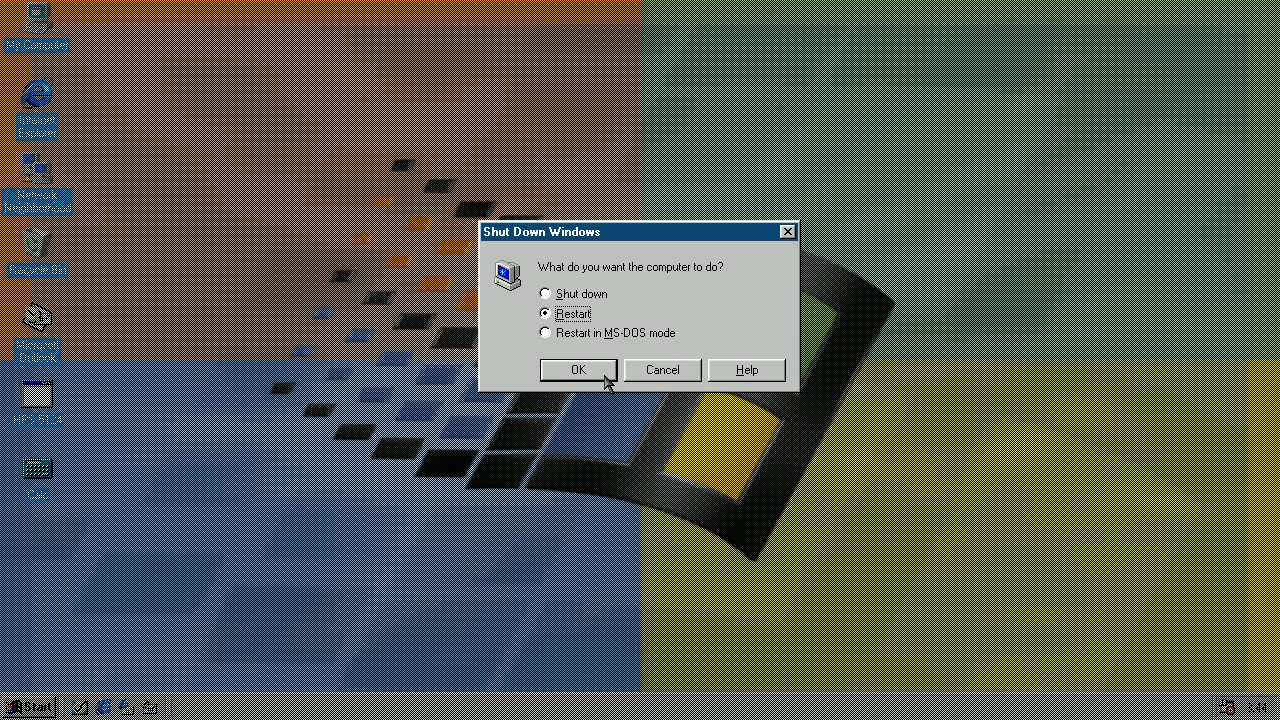 My Computer
Internet
Explorer
Network
Neighborhood
Recycle Bin
Microsoft
Outlook
Shut Down Windows
What do you want the computer to do?
Shut down
Restart
Restart in MS-DOS mode
OK Cancel Help
Start